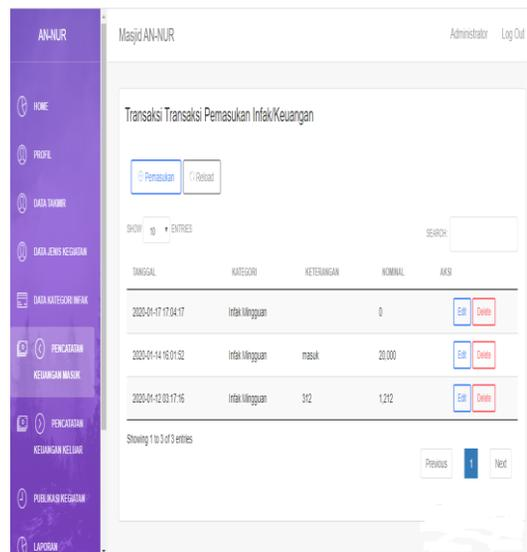 AN-NUR
Masjid AN-NUR
Administrator
Log Out
HOME
PROFIL
DATA TAKMIR
DATA JENIS KEGIATAN
DATA KATEGORI INFAK
PENCATATAN
KEUANGAN MASUK
PENCATATAN
KEUANGAN KELUAR
PUBLIKASI KEGIATAN
LAPORAN
Transaksi Transaksi Pemasukan Infak/Keuangan
Pemasukan
Reload
SHOW 10 ENTRIES
SEARCH:
TANGGAL KATEGORI KETERANGAN NOMINAL AKSI
2020-01-17 17:04:17 Infak Mingguan 0 Edit Delete
2020-01-14 16:01:52 Infak Mingguan masuk 20,000 Edit Delete
2020-01-12 03:17:16 Infak Mingguan 312 1,212 Edit Delete
Showing 1 to 3 of 3 entries
Previous 1 Next